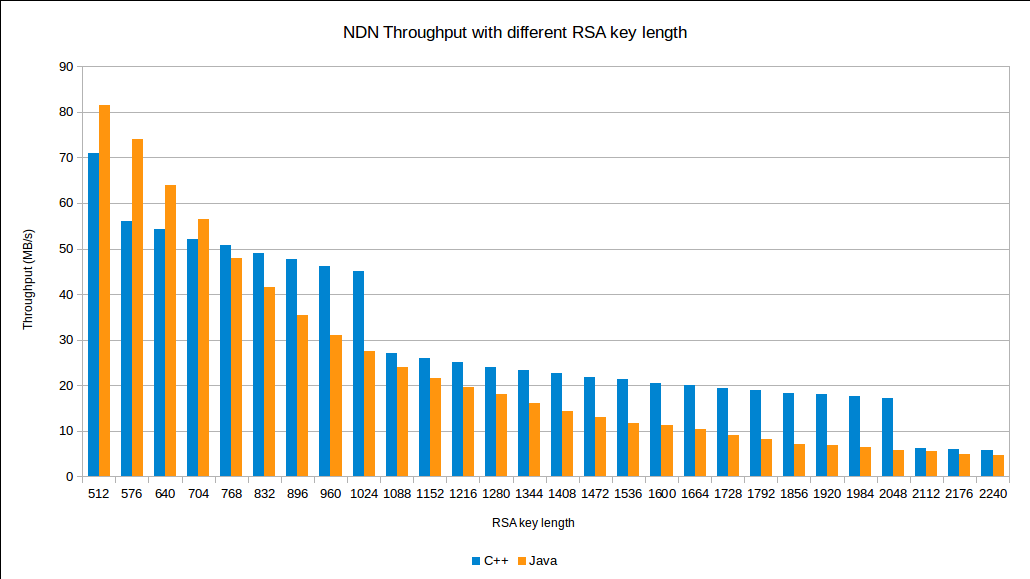 NDN Throughput with different RSA key length
90
80
70
60
50
40
30
20
10
0
Throughput (MB/s)
512 576 640 704 768 832 896 960 1024 1088 1152 1216 1280 1344 1408 1472 1536 1600 1664 1728 1792 1856 1920 1984 2048 2112 2176 2240
RSA key length
C++ Java